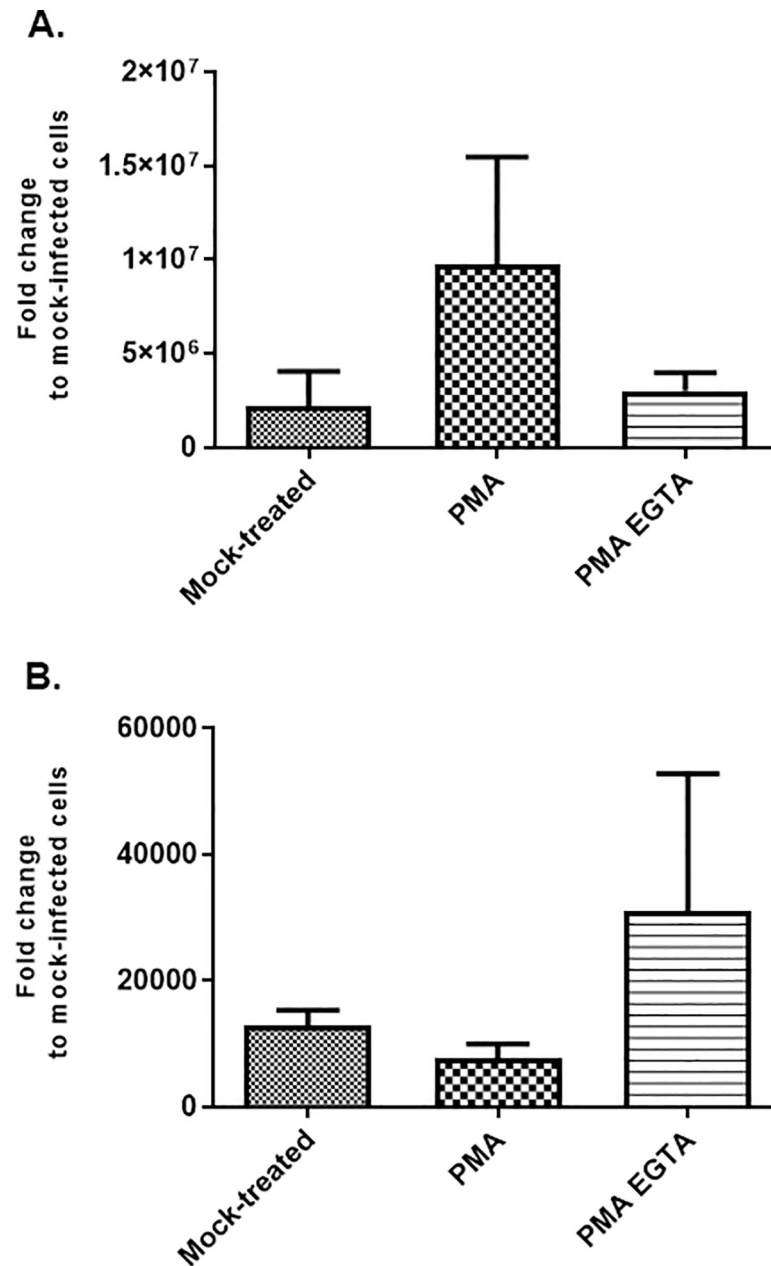 A.
Fold change
to mock-infected cells
2×10⁷
1.5×10⁷
1×10⁷
5×10⁶
0
Mock-treated
PMA
PMA EGTA
B.
Fold change
to mock-infected cells
60000
40000
20000
0
Mock-treated
PMA
PMA EGTA